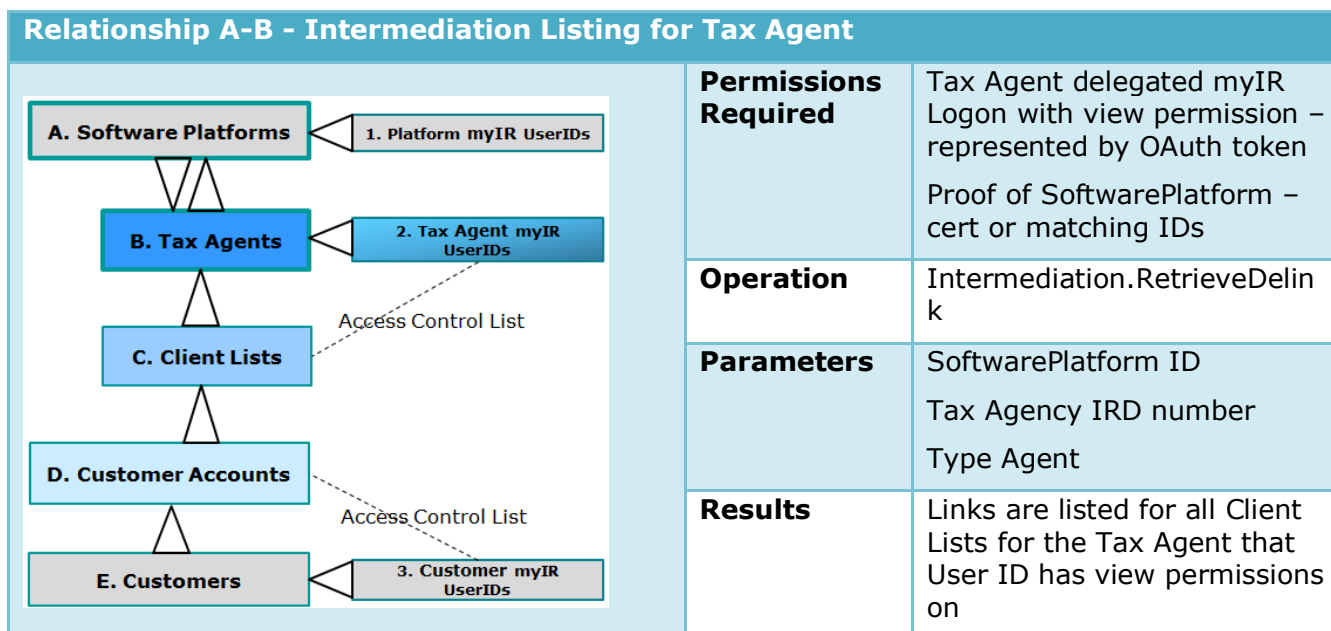 Relationship A-B - Intermediation Listing for Tax Agent
A. Software Platforms
1. Platform myIR UserIDs
B. Tax Agents
2. Tax Agent myIR
UserIDs
Access Control List
C. Client Lists
D. Customer Accounts
Access Control List
E. Customers
3. Customer myIR
UserIDs
Permissions
Required
Tax Agent delegated myIR
Logon with view permission –
represented by OAuth token
Proof of SoftwarePlatform –
cert or matching IDs
Operation
Intermediation.RetrieveDelin
k
Parameters
SoftwarePlatform ID
Tax Agency IRD number
Type Agent
Results
Links are listed for all Client
Lists for the Tax Agent that
User ID has view permissions
on